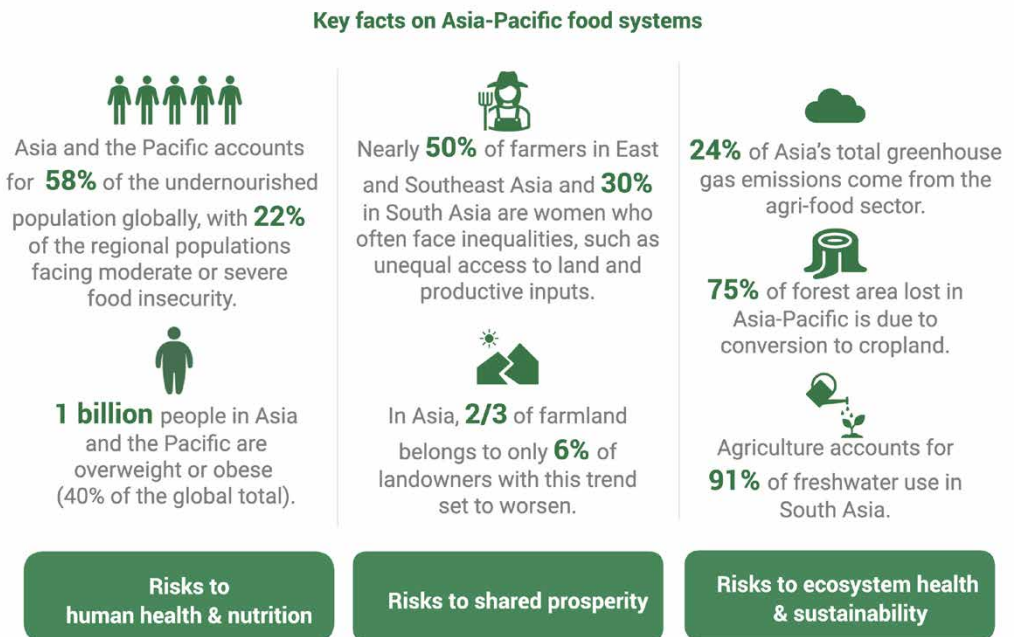 Key facts on Asia-Pacific food systems
Asia and the Pacific accounts
for 58% of the undernourished
population globally, with 22%
of the regional populations
facing moderate or severe
food insecurity.
1 billion people in Asia
and the Pacific are
overweight or obese
(40% of the global total).
Risks to
human health & nutrition
Nearly 50% of farmers in East
and Southeast Asia and 30%
in South Asia are women who
often face inequalities, such as
unequal access to land and
productive inputs.
In Asia, 2/3 of farmland
belongs to only 6% of
landowners with this trend
set to worsen.
Risks to shared prosperity
24% of Asia's total greenhouse
gas emissions come from the
agri-food sector.
75% of forest area lost in
Asia-Pacific is due to
conversion to cropland.
Agriculture accounts for
91% of freshwater use in
South Asia.
Risks to ecosystem health
& sustainability